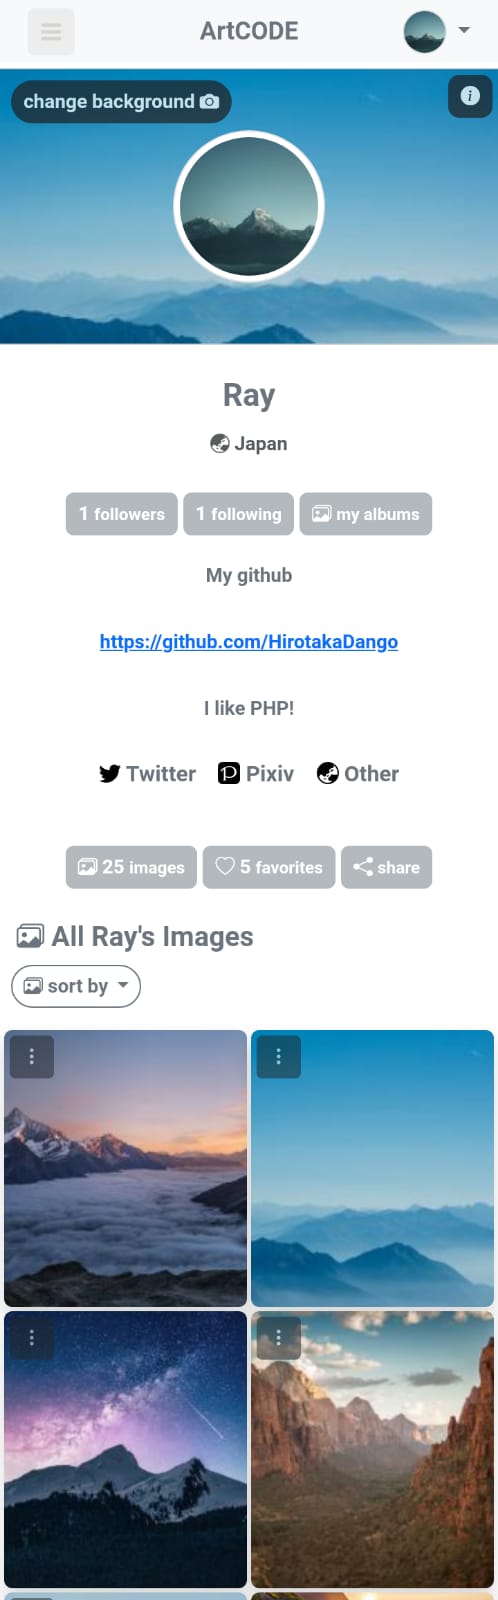 ArtCODE
change background
Ray
Japan
1 followers 1 following my albums
My github
https://github.com/HirotakaDango
I like PHP!
Twitter Pixiv Other
25 images 5 favorites share
All Ray's Images
sort by